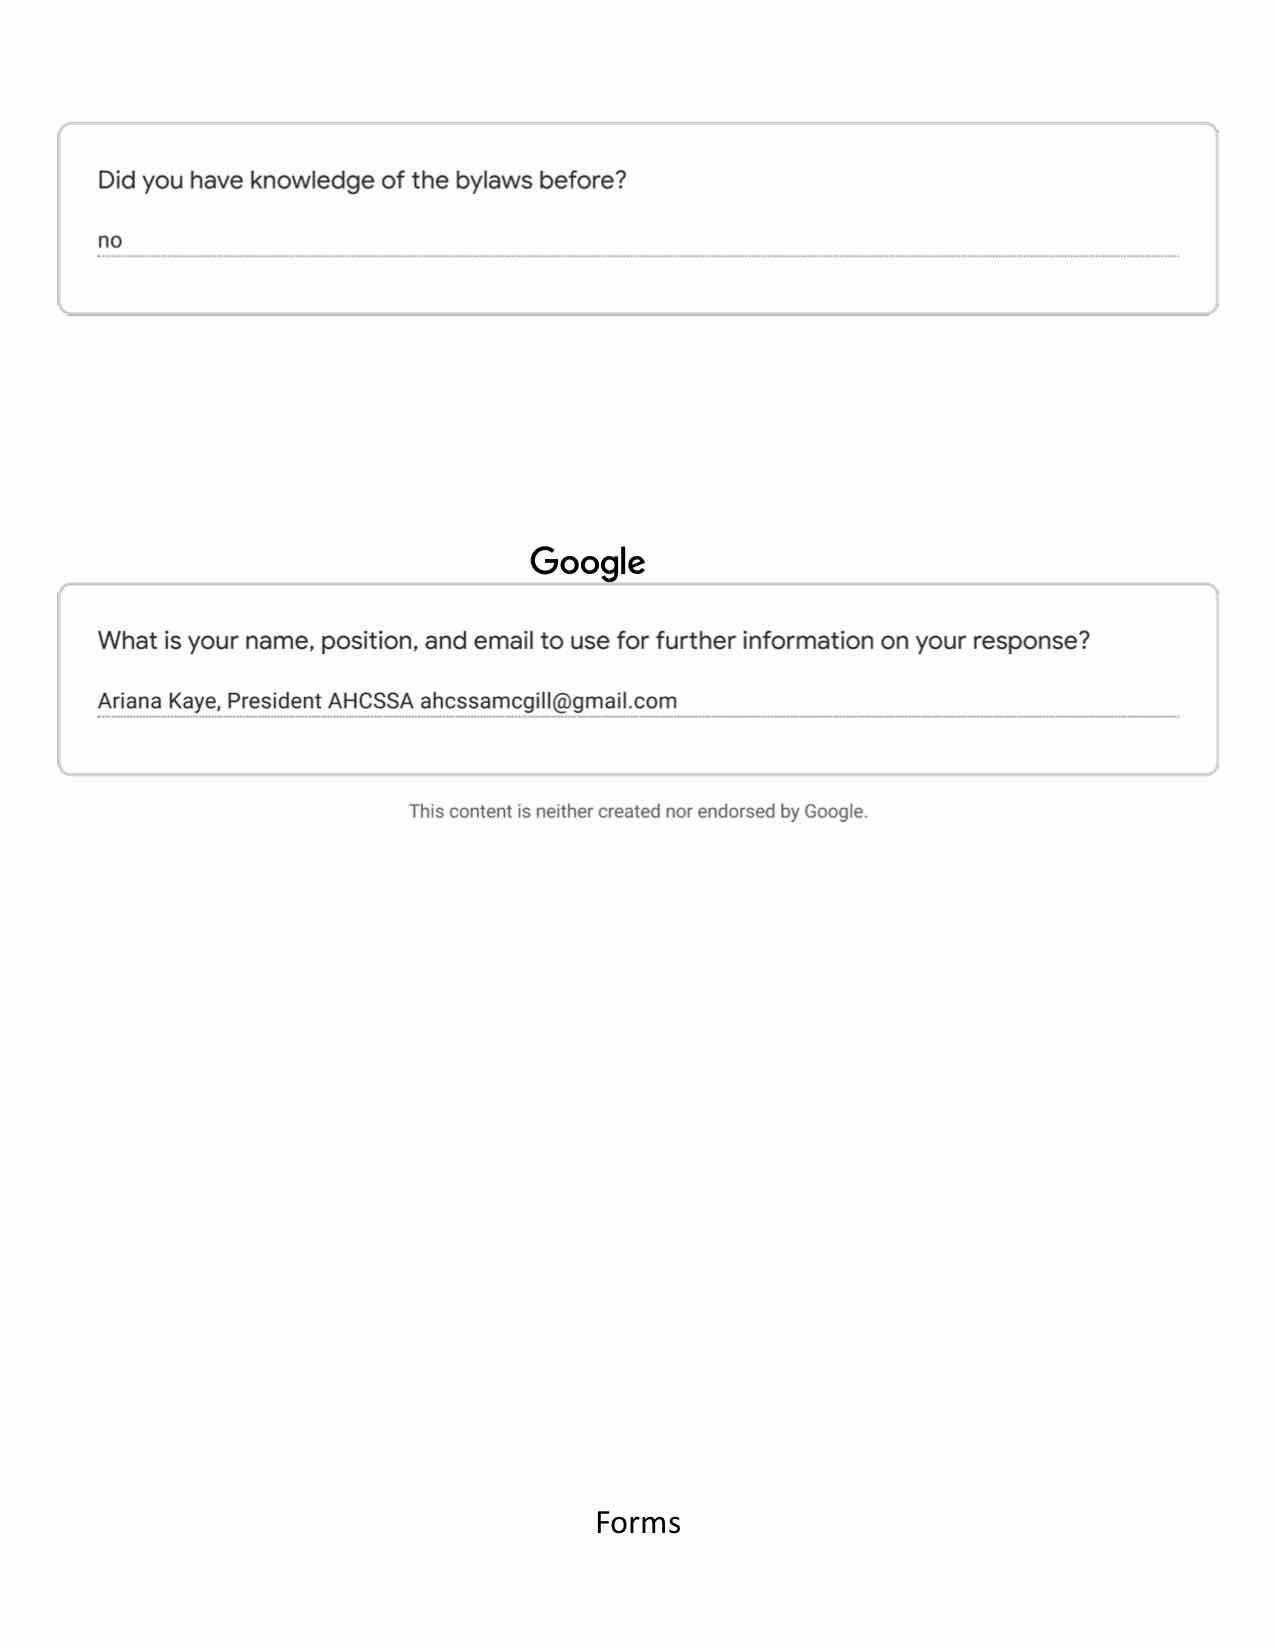 Did you have knowledge of the bylaws before?
no
Google
What is your name, position, and email to use for further information on your response?
Ariana Kaye, President AHCSSA ahcssamcgill@gmail.com
This content is neither created nor endorsed by Google.
Forms